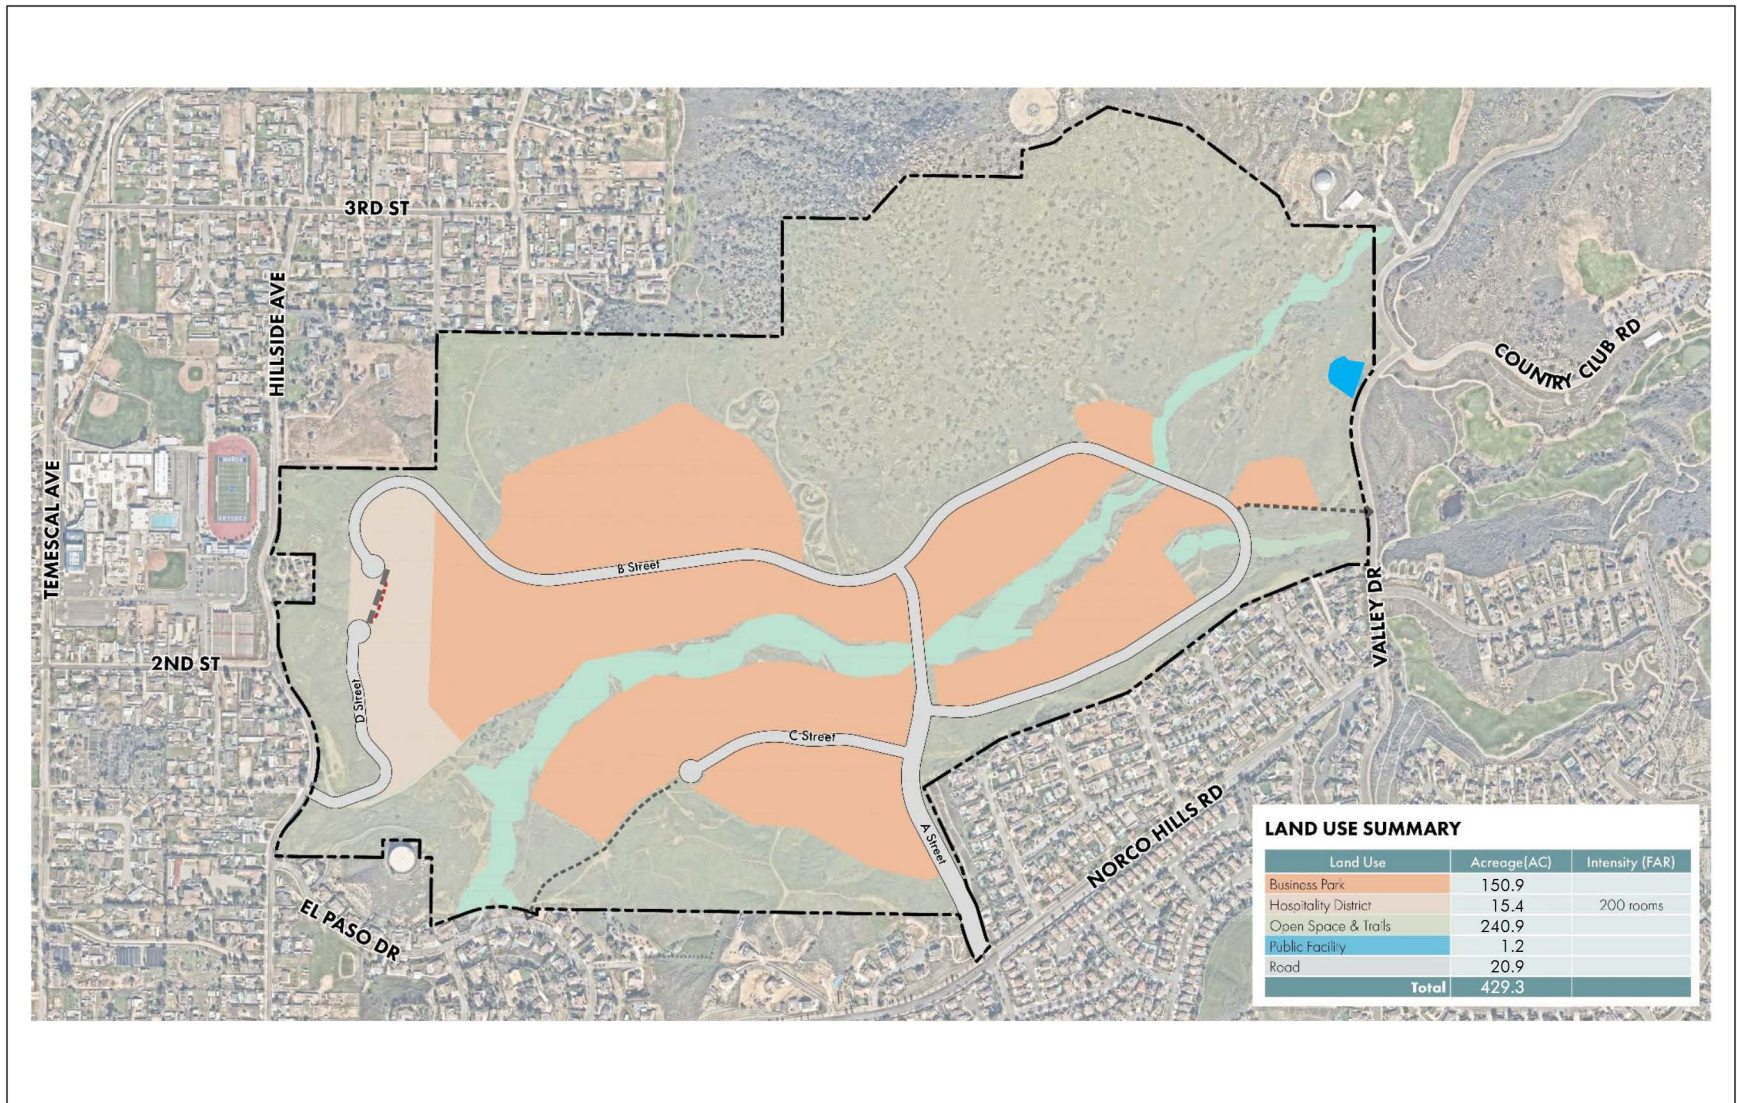 3RD ST
HILLSIDE AVE
COUNTRY CLUB RD
TEMESCAL AVE
B Street
2ND ST
VALLEY DR
D Street
C Street
A Street
NORCO HILLS RD
EL PASO DR
LAND USE SUMMARY
Land Use Acreage(AC) Intensity (FAR)
Business Park 150.9
Hospitality District 15.4 200 rooms
Open Space & Trails 240.9
Public Facility 1.2
Road 20.9
Total 429.3